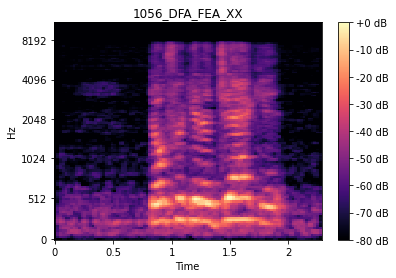 1056_DFA_FEA_XX
+0 dB
8192
-10 dB
4096
-20 dB
-30 dB
2048
Hz
-40 dB
1024
-50 dB
512
-60 dB
-70 dB
0
-80 dB
0 0.5 1 1.5 2
Time